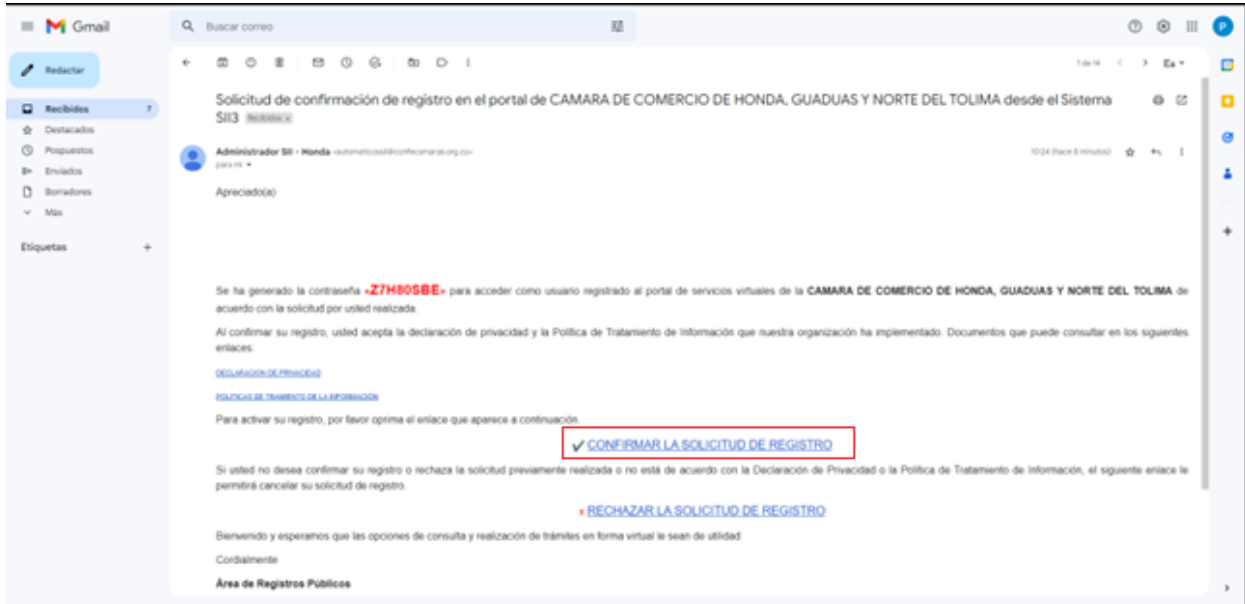 Gmail
Buscar correo
Redactar
1 de 14
Es
Recibidos 7
Destacados
Pospuestos
Enviados
Borradores
Más
Etiquetas
Solicitud de confirmación de registro en el portal de CAMARA DE COMERCIO DE HONDA, GUADUAS Y NORTE DEL TOLIMA desde el Sistema
SII3 Recibidos x
Administrador SII - Honda
10:24 (hace 8 minutos)
para mí
Apreciado(a)
Se ha generado la contraseña «Z7H80SBE» para acceder como usuario registrado al portal de servicios virtuales de la CAMARA DE COMERCIO DE HONDA, GUADUAS Y NORTE DEL TOLIMA de
acuerdo con la solicitud por usted realizada.
Al confirmar su registro, usted acepta la declaración de privacidad y la Política de Tratamiento de Información que nuestra organización ha implementado. Documentos que puede consultar en los siguientes
enlaces:
DECLARACION DE PRIVACIDAD
POLITICAS DE TRAMIENTO DE LA INFORMACIÓN
Para activar su registro, por favor oprima el enlace que aparece a continuación.
✔ CONFIRMAR LA SOLICITUD DE REGISTRO
Si usted no desea confirmar su registro o rechaza la solicitud previamente realizada o no está de acuerdo con la Declaración de Privacidad o la Política de Tratamiento de Información, el siguiente enlace le
permitirá cancelar su solicitud de registro.
x RECHAZAR LA SOLICITUD DE REGISTRO
Bienvenido y esperamos que las opciones de consulta y realización de trámites en forma virtual le sean de utilidad
Cordialmente
Área de Registros Públicos
P